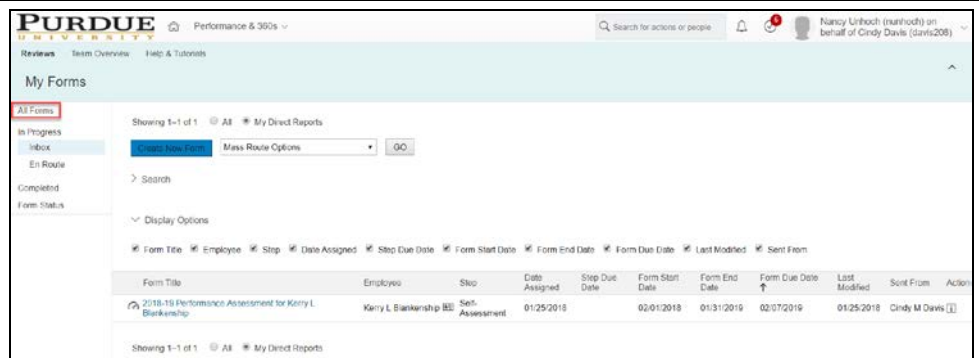 PURDUE
UNIVERSITY
Performance & 360s
Search for actions or people
6
Nancy Unhoch (nunhoch) on
behalf of Cindy Davis (davis208)
Reviews Team Overview Help & Tutorials
My Forms
All Forms
In Progress
Inbox
En Route
Completed
Form Status
Showing 1-1 of 1 All My Direct Reports
Create New Form Mass Route Options GO
Search
Display Options
Form Title Employee Step Date Assigned Step Due Date Form Start Date Form End Date Form Due Date Last Modified Sent From
Form Title Employee Step Date Assigned Step Due Date Form Start Date Form End Date Form Due Date Last Modified Sent From Action
2018-19 Performance Assessment for Kerry L Blankenship Kerry L Blankenship Self-Assessment 01/25/2018 02/01/2018 01/31/2019 02/07/2019 01/25/2018 Cindy M Davis
Showing 1-1 of 1 All My Direct Reports